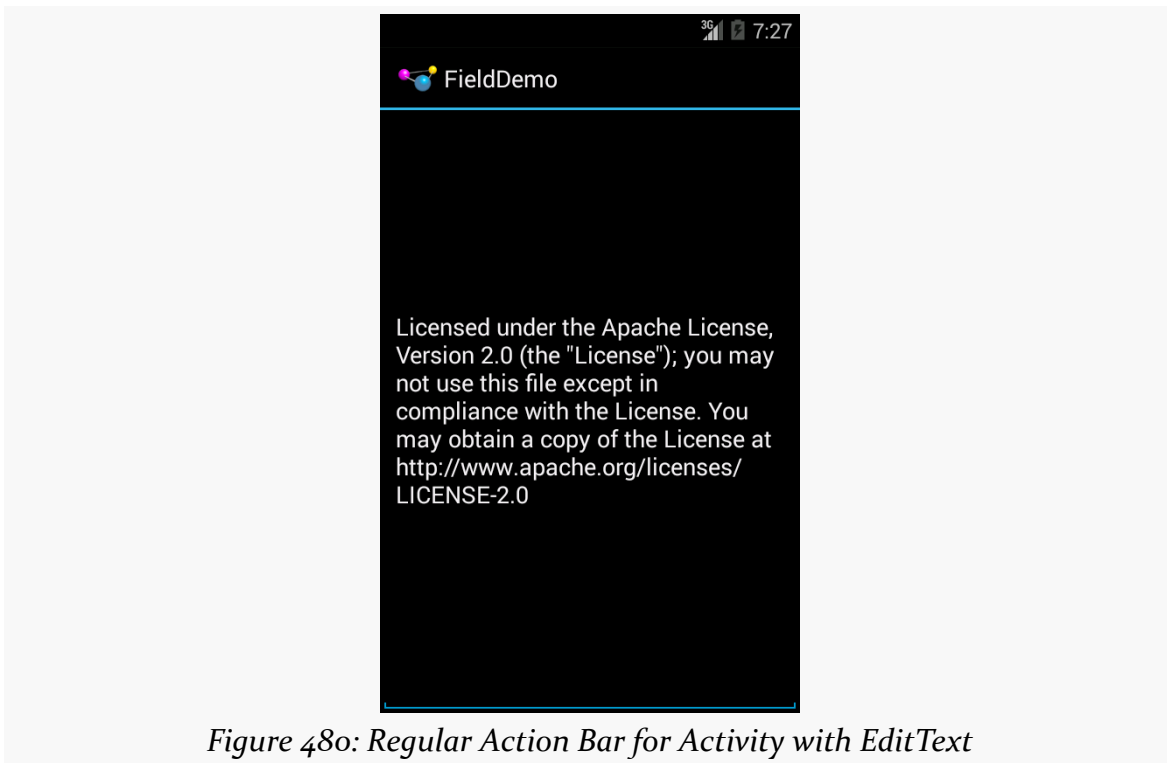 3G 7:27
FieldDemo
Licensed under the Apache License,
Version 2.0 (the "License"); you may
not use this file except in
compliance with the License. You
may obtain a copy of the License at
http://www.apache.org/licenses/
LICENSE-2.0
Figure 480: Regular Action Bar for Activity with EditText